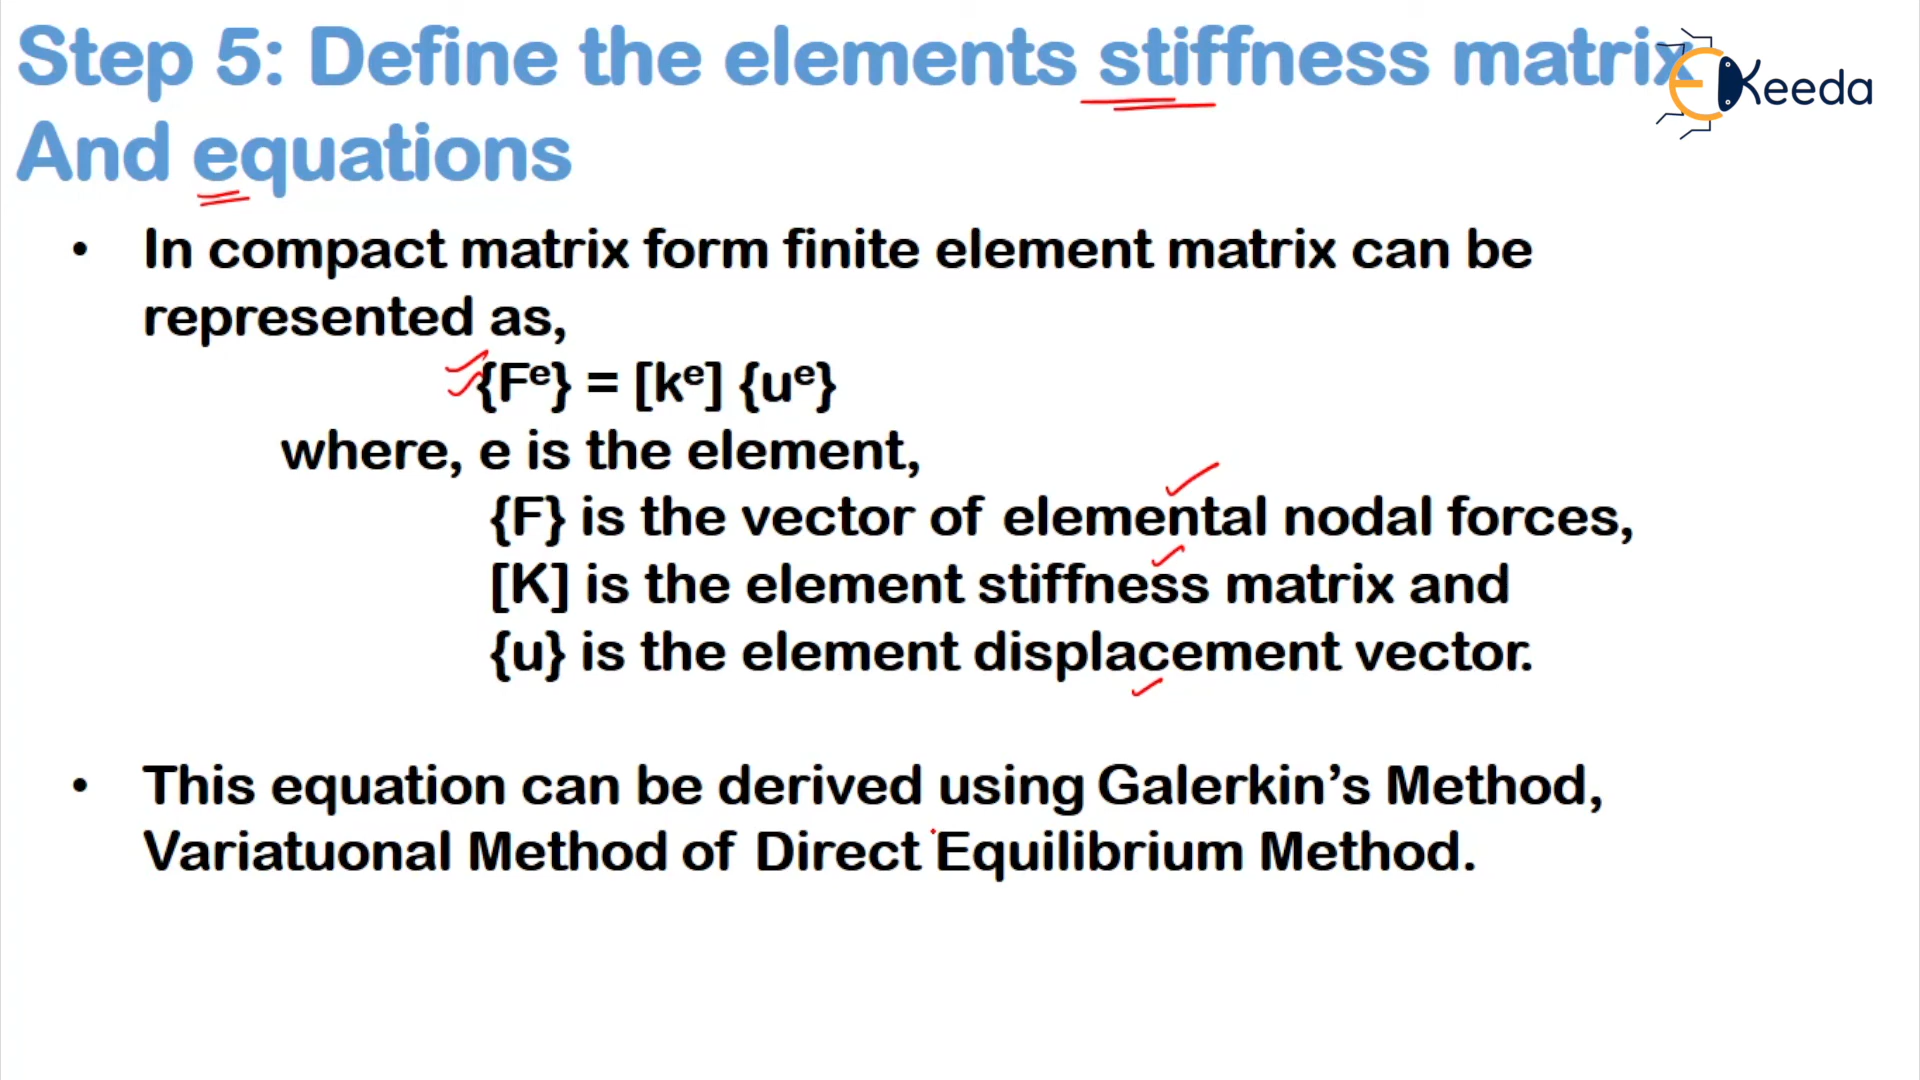 Step 5: Define the elements stiffness matrix
EKeeda
And equations
• In compact matrix form finite element matrix can be
represented as,
{Fᵉ} = [kᵉ] {uᵉ}
where, e is the element,
{F} is the vector of elemental nodal forces,
[K] is the element stiffness matrix and
{u} is the element displacement vector.
• This equation can be derived using Galerkin’s Method,
Variatuonal Method of Direct Equilibrium Method.